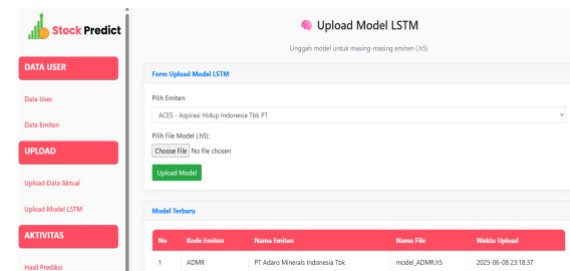 Stock Predict
DATA USER
Data User
Data Emiten
UPLOAD
Upload Data Aktual
Upload Model LSTM
AKTIVITAS
Hasil Prediksi
Upload Model LSTM
Unggah model untuk masing-masing emiten (.h5)
Form Upload Model LSTM
Pilih Emiten:
ACES - Aspirasi Hidup Indonesia Tbk PT
Pilih File Model (.h5):
Choose File No file chosen
Upload Model
Model Terbaru
No Kode Emiten Nama Emiten Nama File Waktu Upload
1 ADMR PT Adaro Minerals Indonesia Tbk model_ADMR.h5 2025-06-08 23:18:37